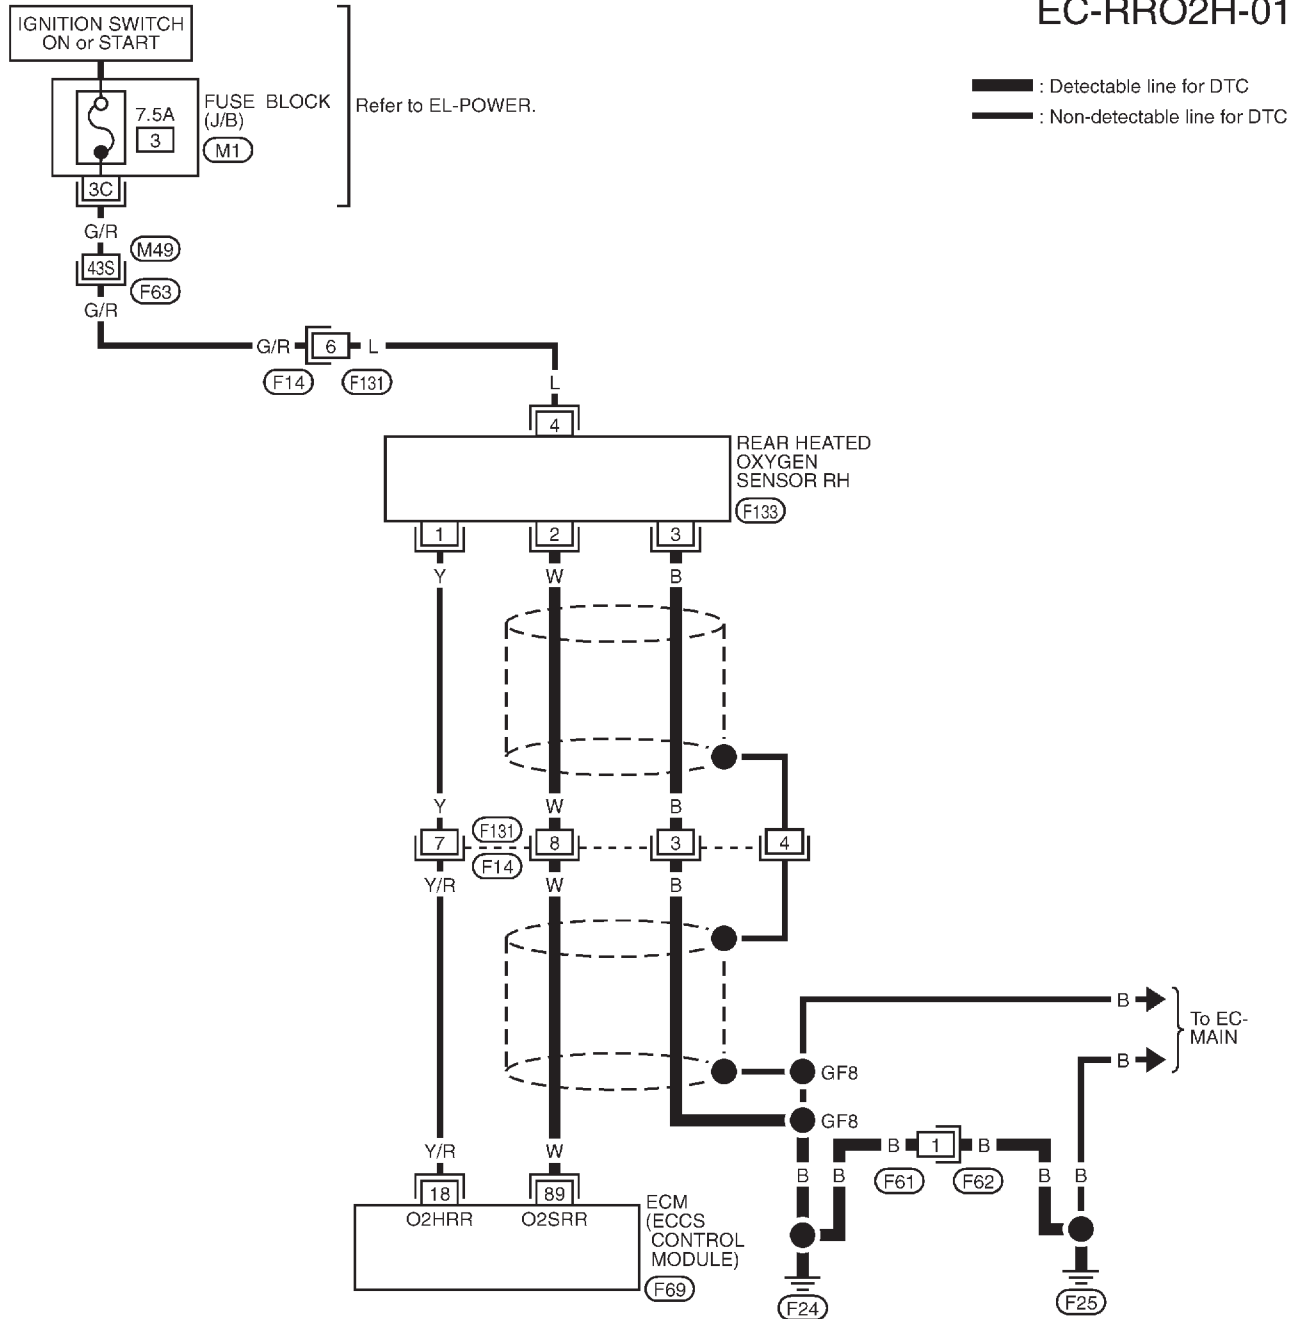 EC-RRO2H-01
IGNITION SWITCH
ON or START
: Detectable line for DTC
: Non-detectable line for DTC
7.5A
3
FUSE BLOCK
(J/B)
M1
Refer to EL-POWER.
3C
G/R
M49
43S
F63
G/R
G/R
6
L
F14
F131
L
4
REAR HEATED
OXYGEN
SENSOR RH
F133
1
2
3
Y
W
B
Y
W
B
7
F131
8
3
4
F14
Y/R
W
B
B
To EC-
MAIN
B
GF8
GF8
Y/R
W
B
B
B
1
B
B
B
F61
F62
18
89
O2HRR
O2SRR
ECM
(ECCS
CONTROL
MODULE)
F69
F24
F25